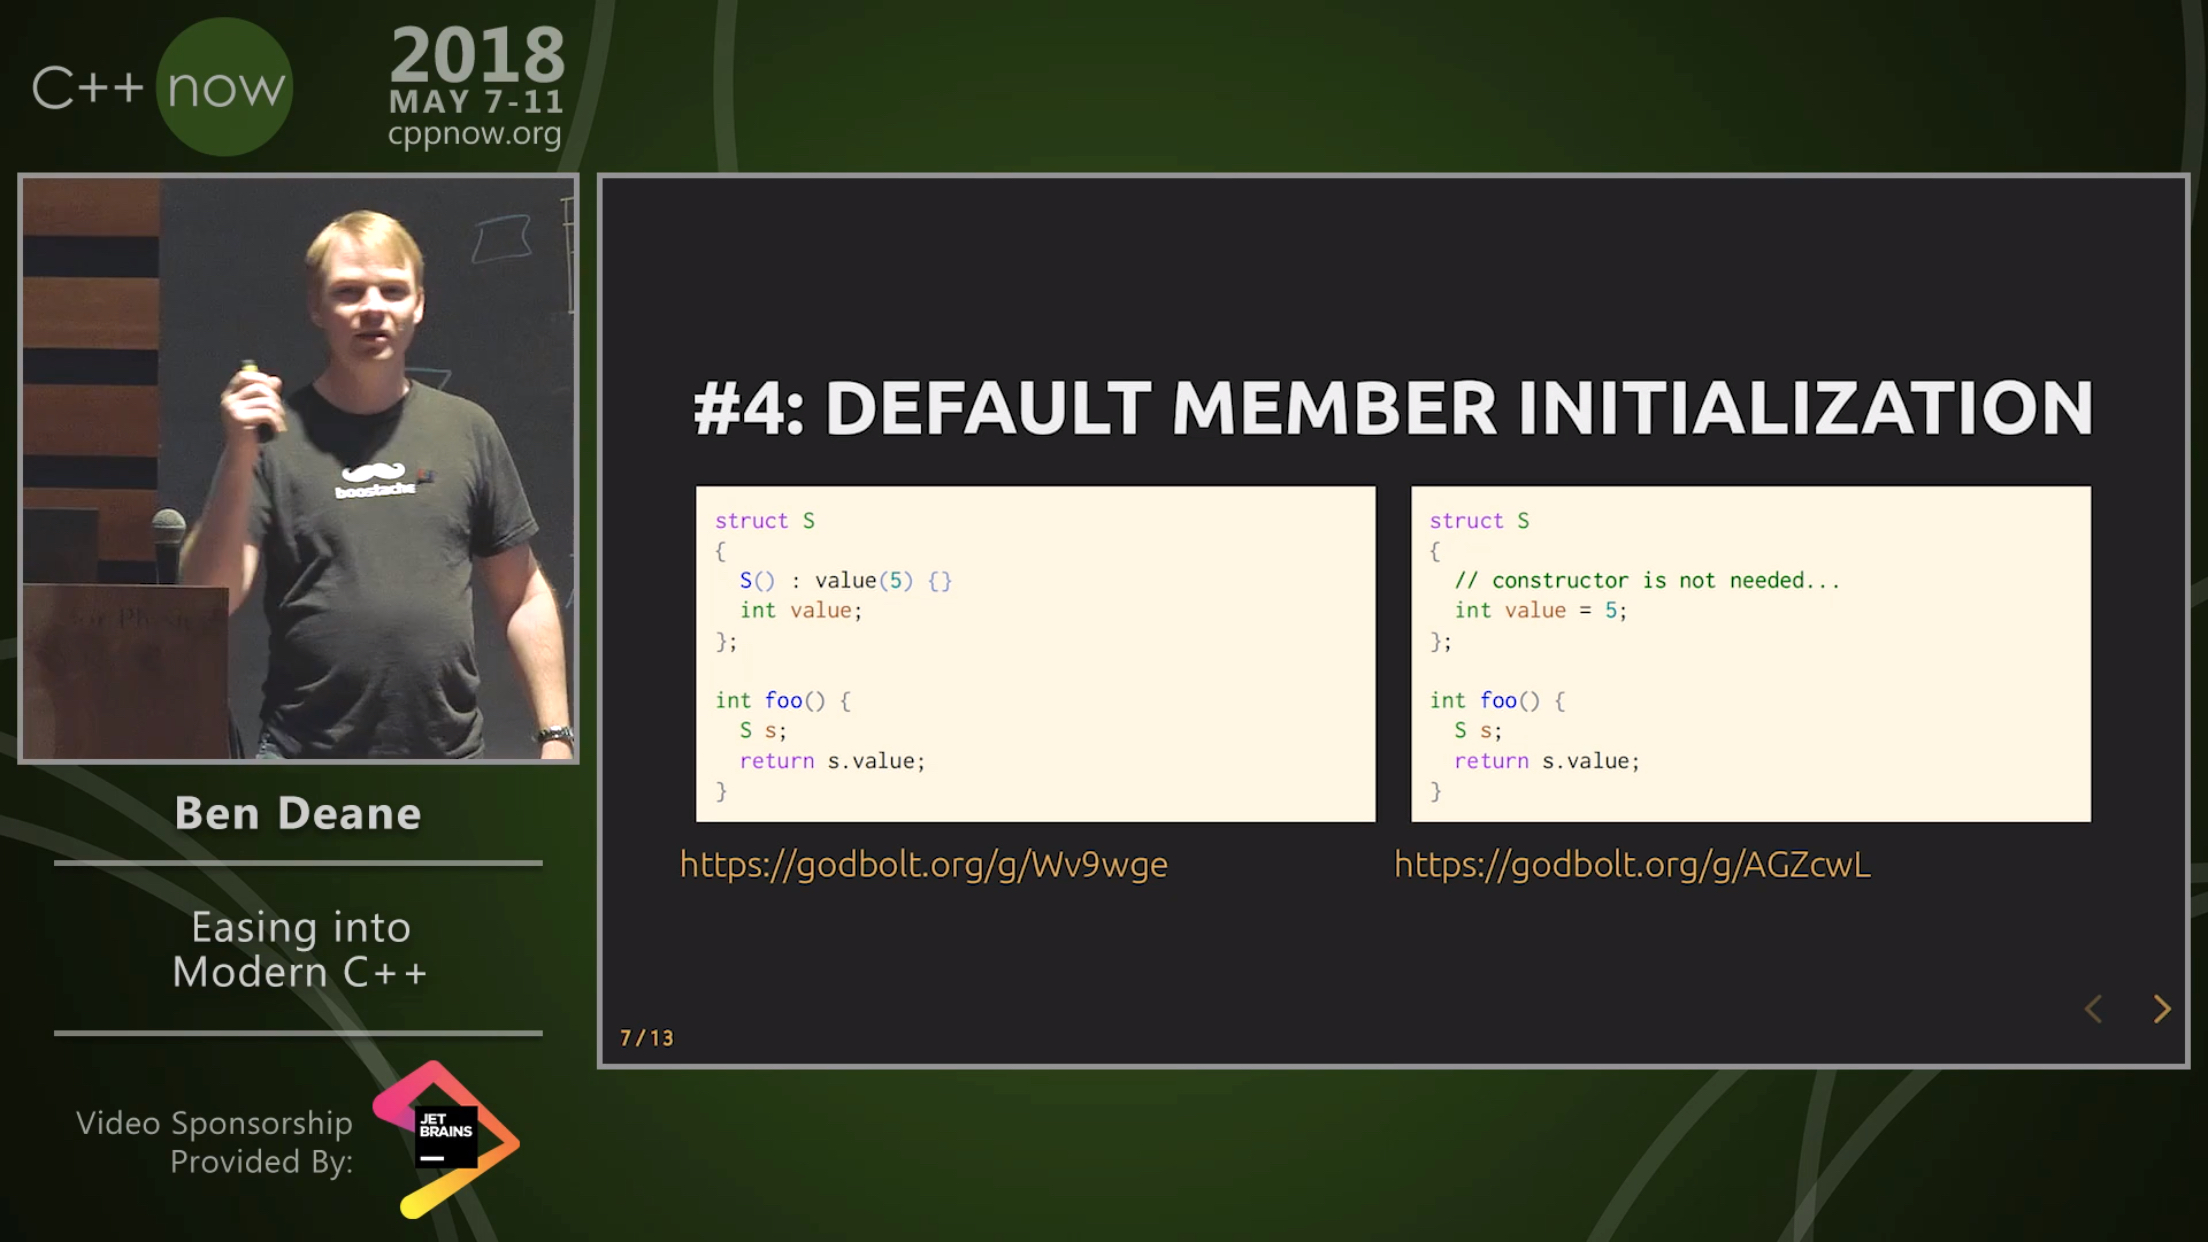 C++ now
2018
MAY 7-11
cppnow.org
boostache
Ben Deane
Easing into
Modern C++
Video Sponsorship
Provided By:
JET
BRAINS
#4: DEFAULT MEMBER INITIALIZATION
struct S
{
  S() : value(5) {}
  int value;
};
int foo() {
  S s;
  return s.value;
}
https://godbolt.org/g/Wv9wge
struct S
{
  // constructor is not needed...
  int value = 5;
};
int foo() {
  S s;
  return s.value;
}
https://godbolt.org/g/AGZcwL
7/13